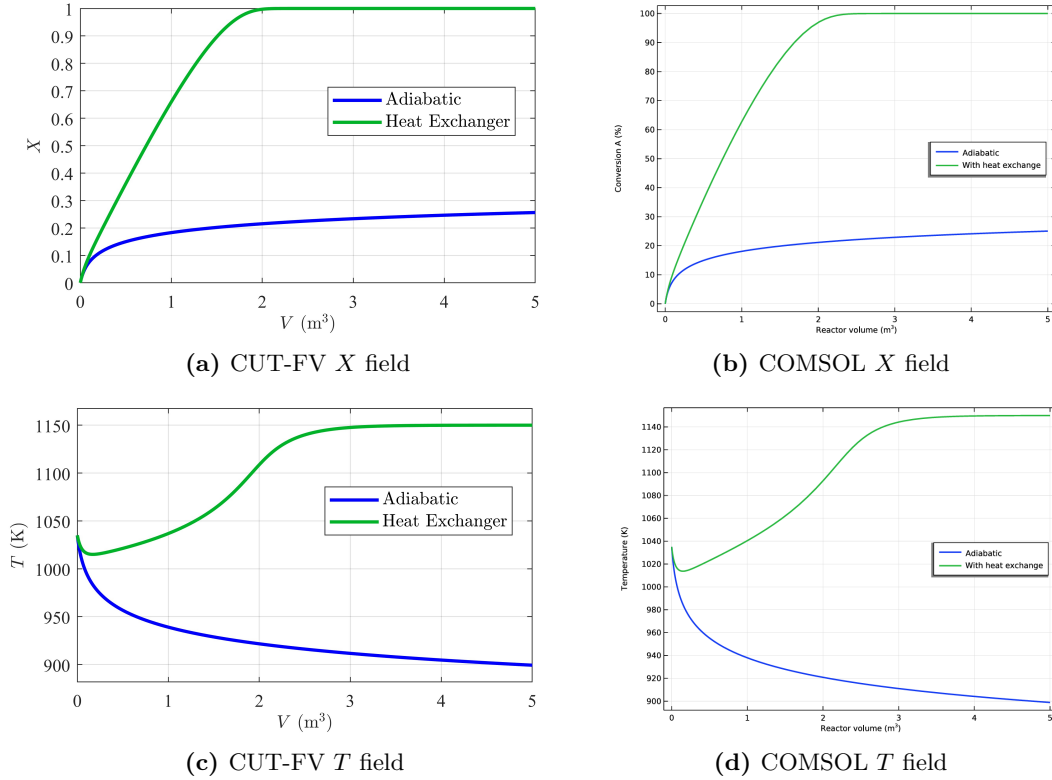 1
0.9
0.8
0.7
0.6
0.5
0.4
0.3
0.2
0.1
0
X
Adiabatic
Heat Exchanger
0 1 2 3 4 5
V (m³)
(a) CUT-FV X field
100
90
80
70
60
50
40
30
20
10
0
Conversion A (%)
Adiabatic
With heat exchange
0 1 2 3 4 5
Reactor volume (m³)
(b) COMSOL X field
1150
1100
1050
1000
950
900
T (K)
Adiabatic
Heat Exchanger
0 1 2 3 4 5
V (m³)
(c) CUT-FV T field
1140
1120
1100
1080
1060
1040
1020
1000
980
960
940
920
900
Temperature (K)
Adiabatic
With heat exchange
0 1 2 3 4 5
Reactor volume (m³)
(d) COMSOL T field